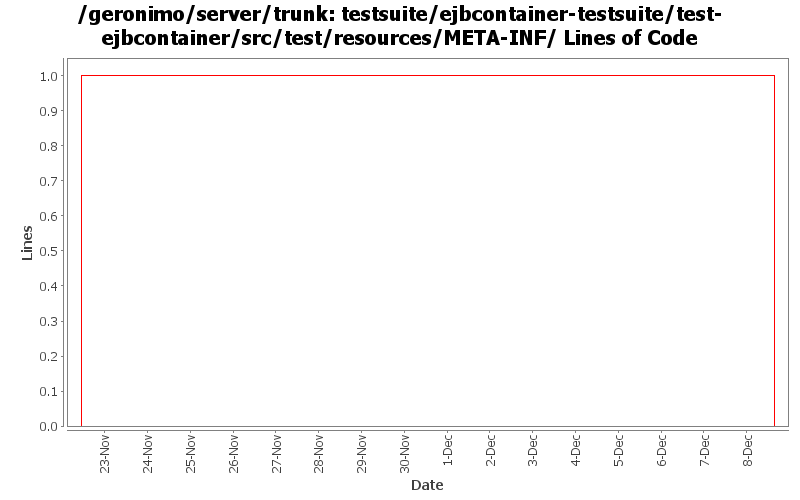 /geronimo/server/trunk: testsuite/ejbcontainer-testsuite/test-
ejbcontainer/src/test/resources/META-INF/ Lines of Code
1.0
0.9
0.8
0.7
0.6
0.5
0.4
0.3
0.2
0.1
0.0
Lines
23-Nov
24-Nov
25-Nov
26-Nov
27-Nov
28-Nov
29-Nov
30-Nov
1-Dec
2-Dec
3-Dec
4-Dec
5-Dec
6-Dec
7-Dec
8-Dec
Date